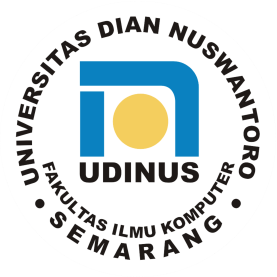 UNIVERSITAS DIAN NUSWANTORO
UDINUS
FAKULTAS ILMU KOMPUTER
• SEMARANG •